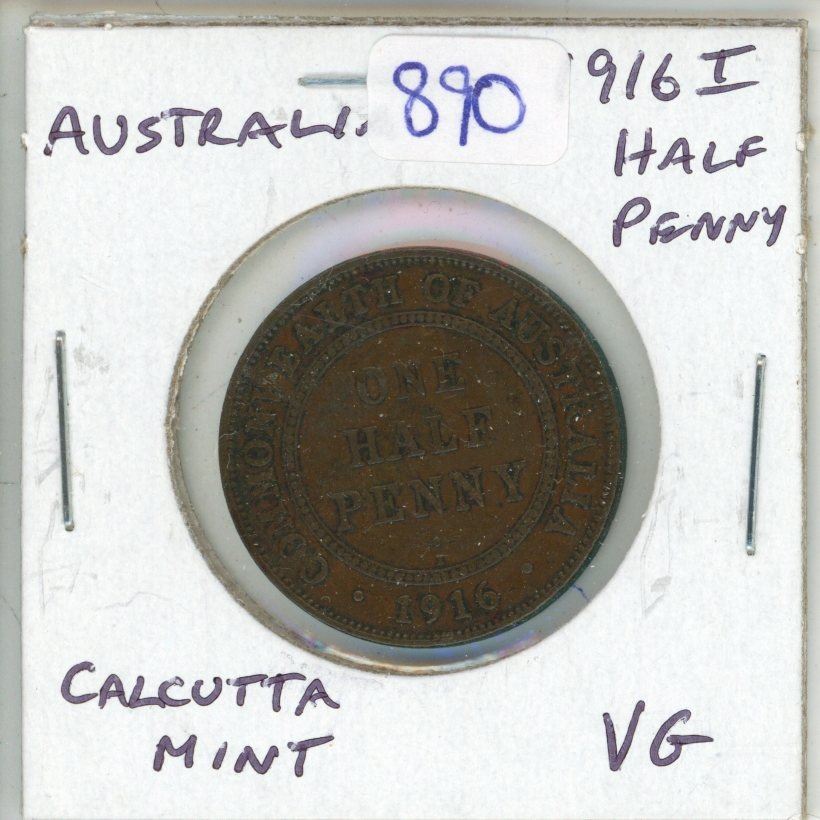 890
AUSTRALI
916 I
HALF
PENNY
COMMONWEALTH OF AUSTRALIA
ONE
HALF
PENNY
I
1916
CALCUTTA
MINT
VG